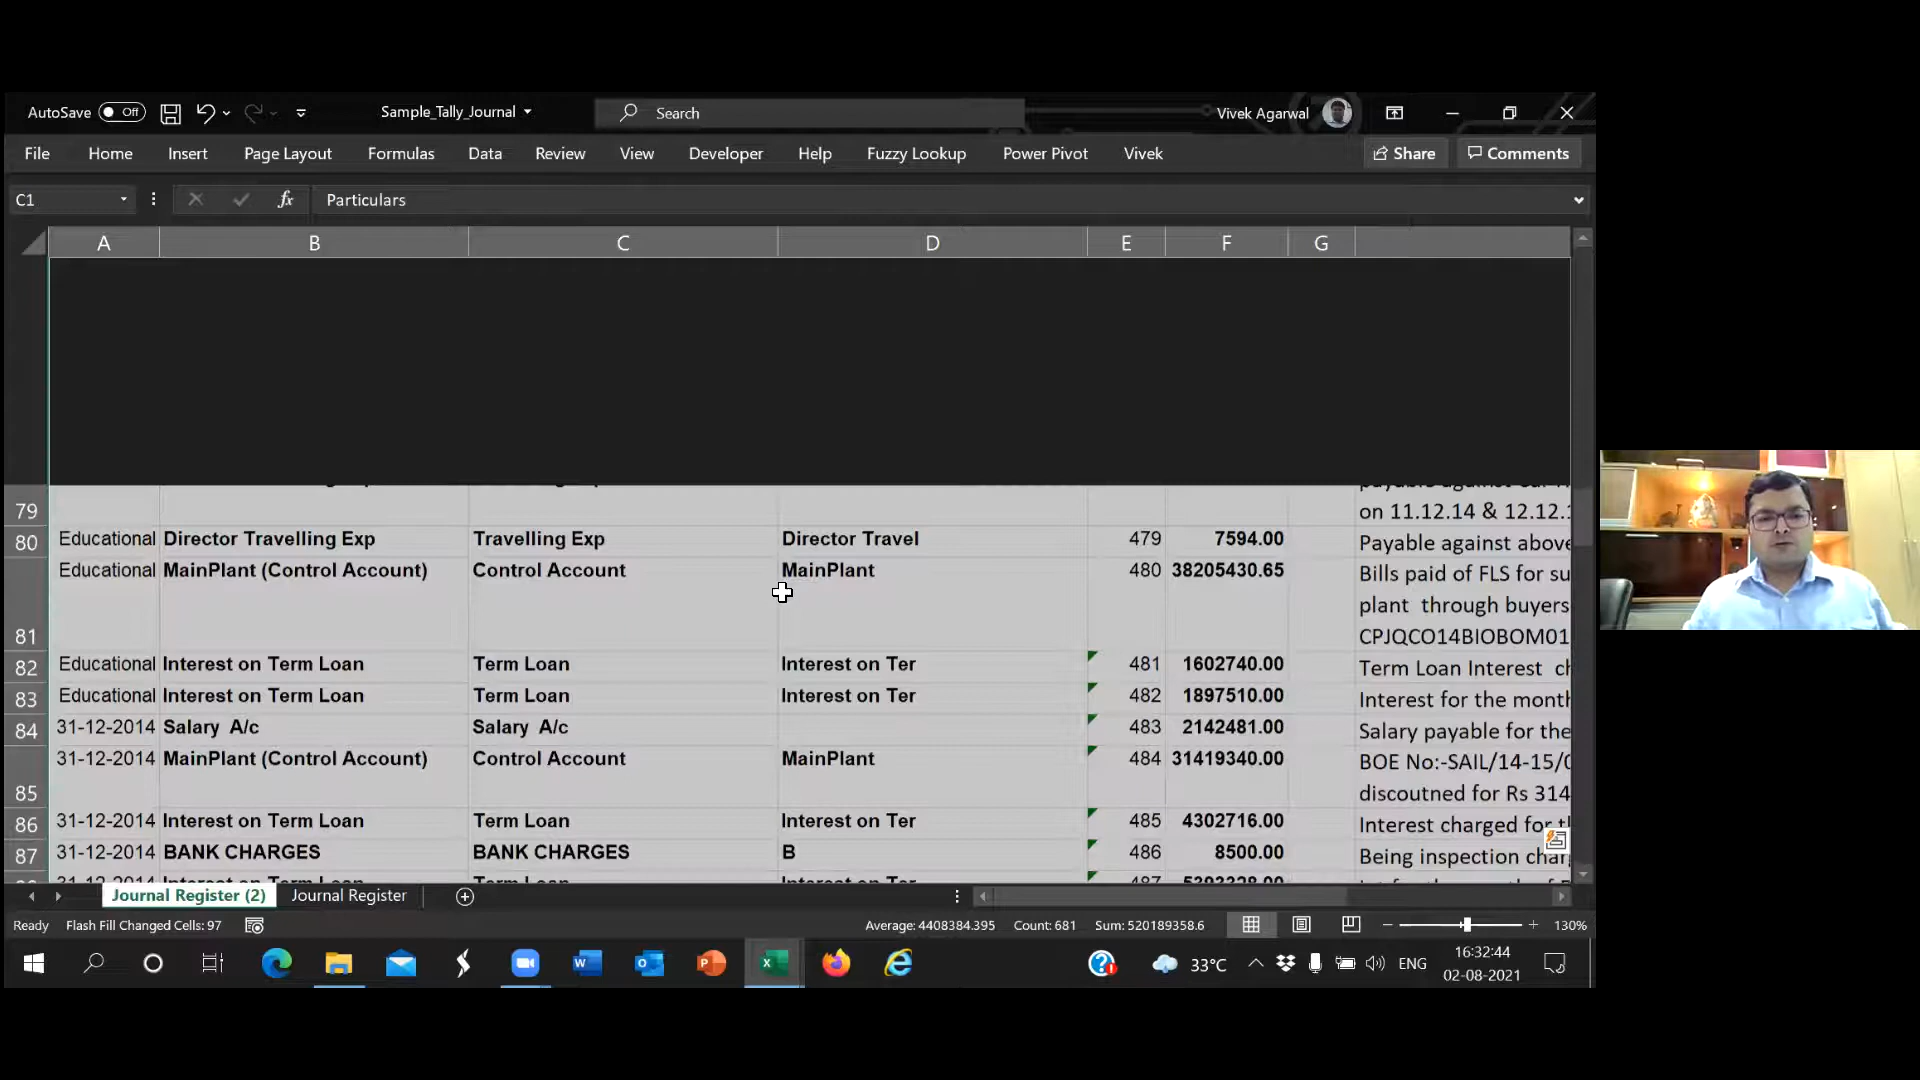 AutoSave Off Sample_Tally_Journal Search Vivek Agarwal
File Home Insert Page Layout Formulas Data Review View Developer Help Fuzzy Lookup Power Pivot Vivek Share Comments
C1 fx Particulars
A B C D E F G
79 on 11.12.14 & 12.12.1
80 Educational Director Travelling Exp Travelling Exp Director Travel 479 7594.00 Payable against above
Educational MainPlant (Control Account) Control Account MainPlant 480 38205430.65 Bills paid of FLS for su
plant through buyers
81 CPJQCO14BIOBOM01
82 Educational Interest on Term Loan Term Loan Interest on Ter 481 1602740.00 Term Loan Interest
83 Educational Interest on Term Loan Term Loan Interest on Ter 482 1897510.00 Interest for the month
84 31-12-2014 Salary A/c Salary A/c 483 2142481.00 Salary payable for the
31-12-2014 MainPlant (Control Account) Control Account MainPlant 484 31419340.00 BOE No:-SAIL/14-15/0
85 discoutned for Rs 314
86 31-12-2014 Interest on Term Loan Term Loan Interest on Ter 485 4302716.00 Interest charged for
87 31-12-2014 BANK CHARGES BANK CHARGES B 486 8500.00 Being inspection
Journal Register (2) Journal Register
Ready Flash Fill Changed Cells: 97 Average: 4408384.395 Count: 681 Sum: 520189358.6 130%
33°C ENG 16:32:44
02-08-2021